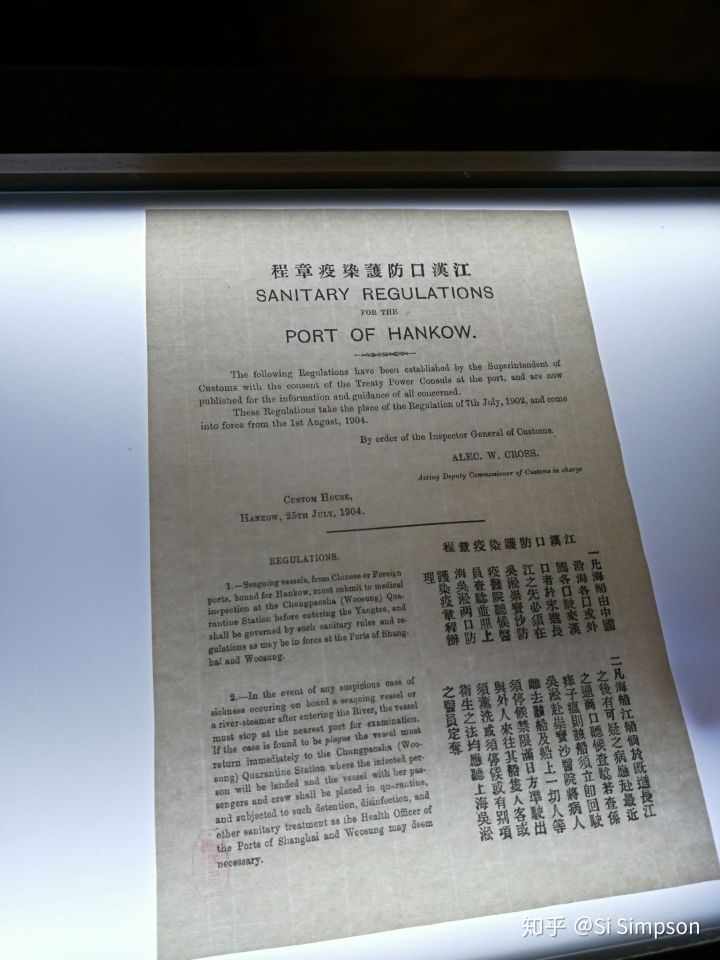 程章疫染護防口漢江
SANITARY REGULATIONS
FOR THE
PORT OF HANKOW.
The following Regulations have been established by the Superintendent of
Customs with the consent of the Treaty Power Consuls at the port, and are now
published for the information and guidance of all concerned.
These Regulations take the place of the Regulation of 7th July, 1902, and come
into force from the 1st August, 1904.
By order of the Inspector General of Customs.
ALEC. W. CROSS.
Acting Deputy Commissioner of Customs in charge
CUSTOM HOUSE,
HANKOW, 25TH JULY, 1904.
REGULATIONS.
1.—Seagoing vessels, from Chinese or Foreign
ports, bound for Hankow, must submit to medical
inspection at the Chungpaosha (Woosung) Qua-
rantine Station before entering the Yangtze, and
shall be governed by such sanitary rules and re-
gulations as may be in force at the Ports of Shang-
hai and Woosung.
2.—In the event of any suspicious case of
sickness occuring on board a seagoing vessel or
a river-steamer after entering the River, the vessel
must stop at the nearest port for examination.
If the case is found to be plague the vessel must
return immediately to the Chungpaosha (Woo-
sung) Quarantine Station where the infected per-
son will be landed and the vessel with her pas-
sengers and crew shall be placed in quarantine,
and subjected to such detention, disinfection, and
other sanitary treatment as the Health Officer of
the Ports of Shanghai and Woosung may deem
necessary.
程章疫染護防口漢江
一凡海船由中國
沿海各口或外
國各口駛來漢
口者於未進長
江之先必須在
吳淞崇寶沙防
疫醫院聽候醫
員查騐並照上
海吳淞兩口防
護染疫章程辦
理
二凡海船江船倘於既進長江
之後有可疑之病應赴最近
之通商口聽候查騐若查係
痒子瘟則該船須立即回駛
吳淞赴崇寶沙醫院將病人
離去該船及船上一切人等
須停候禁限滿日方準駛出
與外人來往其船隻人客或
須薰洗或須停候或有別項
衛生之法均應聽上海吳淞
之醫員定奪
知乎 @Si Simpson